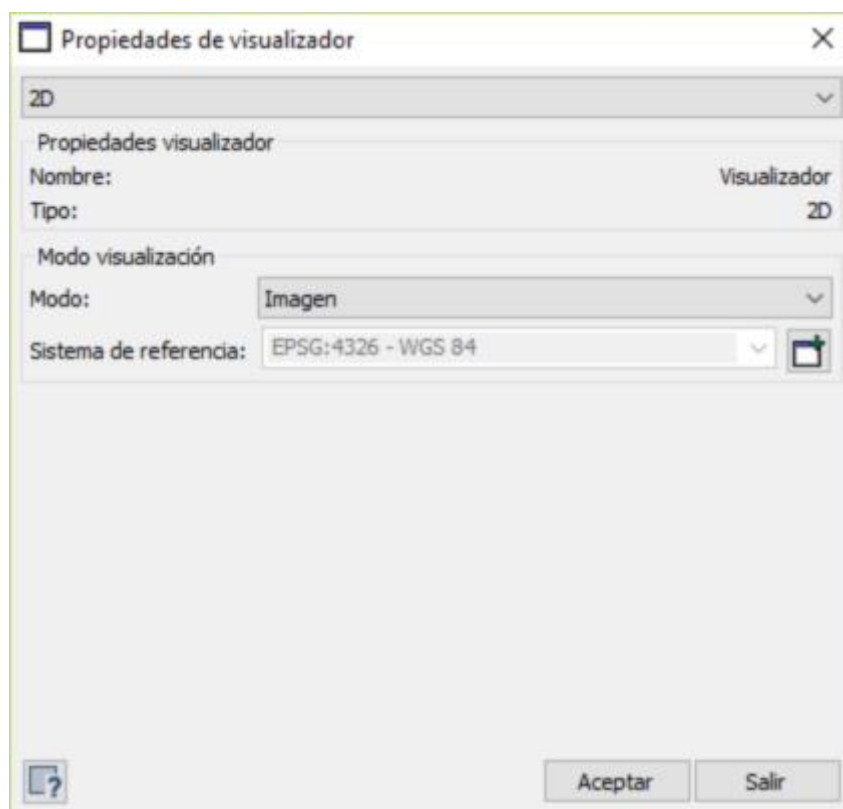 Propiedades de visualizador
2D
Propiedades visualizador
Nombre: Visualizador
Tipo: 2D
Modo visualización
Modo: Imagen
Sistema de referencia: EPSG:4326 - WGS 84
?
Aceptar Salir